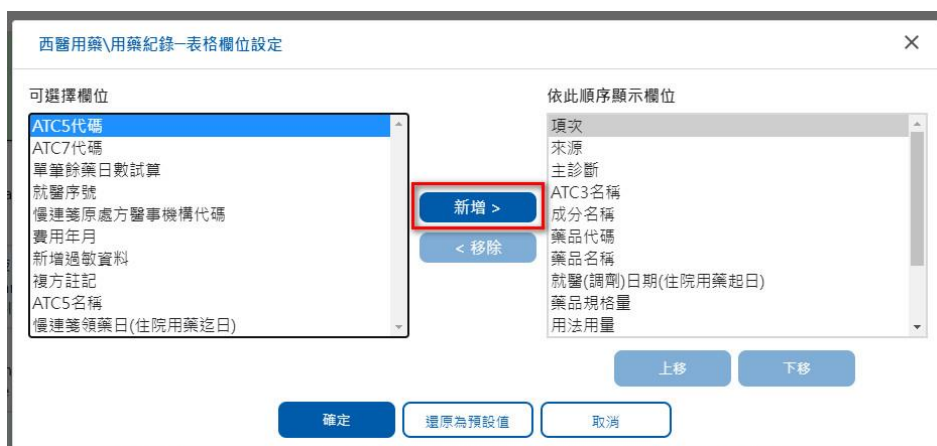 西醫用藥\用藥紀錄─表格欄位設定
可選擇欄位
ATC5代碼
ATC7代碼
單筆餘藥日數試算
就醫序號
慢連箋原處方醫事機構代碼
費用年月
新增過敏資料
複方註記
ATC5名稱
慢連箋領藥日(住院用藥迄日)
新增 >
< 移除
依此順序顯示欄位
項次
來源
主診斷
ATC3名稱
成分名稱
藥品代碼
藥品名稱
就醫(調劑)日期(住院用藥起日)
藥品規格量
用法用量
上移
下移
確定
還原為預設值
取消